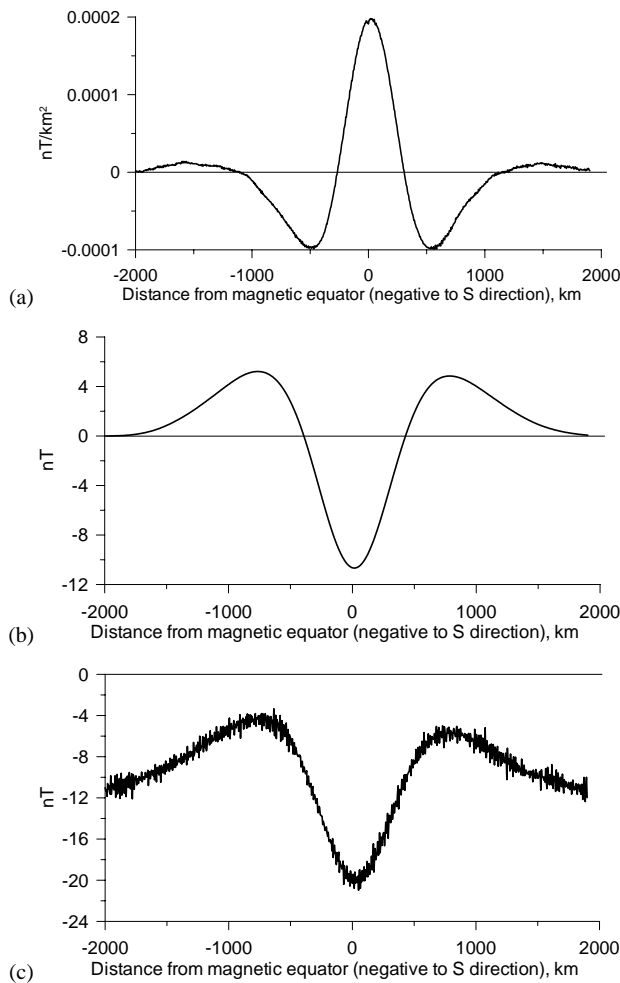 0.0002
0.0001
0
-0.0001
nT/km²
-2000 -1000 0 1000 2000
(a) Distance from magnetic equator (negative to S direction), km
8
4
0
-4
-8
-12
nT
-2000 -1000 0 1000 2000
(b) Distance from magnetic equator (negative to S direction), km
0
-4
-8
-12
-16
-20
-24
nT
-2000 -1000 0 1000 2000
(c) Distance from magnetic equator (negative to S direction), km